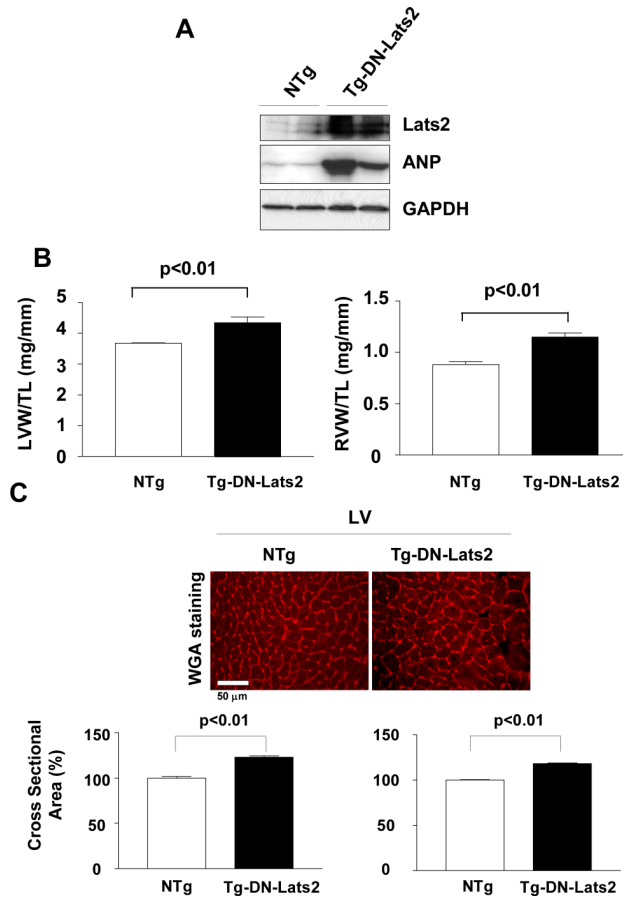 A
NTg
Tg-DN-Lats2
Lats2
ANP
GAPDH
B
p<0.01
LVW/TL (mg/mm)
5
4
3
2
1
0
NTg
Tg-DN-Lats2
p<0.01
RVW/TL (mg/mm)
1.5
1.0
0.5
0
NTg
Tg-DN-Lats2
C
LV
NTg
Tg-DN-Lats2
WGA staining
50 µm
p<0.01
Cross Sectional
Area (%)
150
100
50
0
NTg
Tg-DN-Lats2
p<0.01
150
100
50
0
NTg
Tg-DN-Lats2